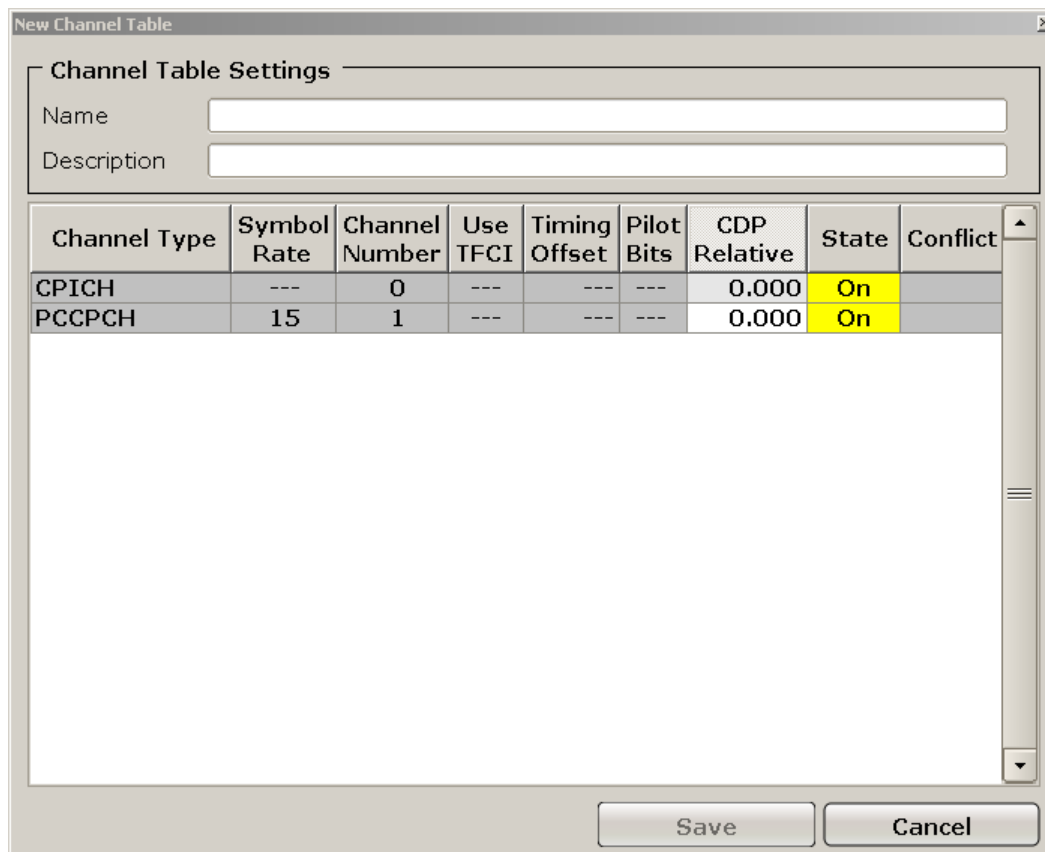 New Channel Table
Channel Table Settings
Name
Description
Channel Type Symbol Rate Channel Number Use TFCI Timing Offset Pilot Bits CDP Relative State Conflict
CPICH --- 0 --- --- --- 0.000 On
PCCPCH 15 1 --- --- --- 0.000 On
Save Cancel